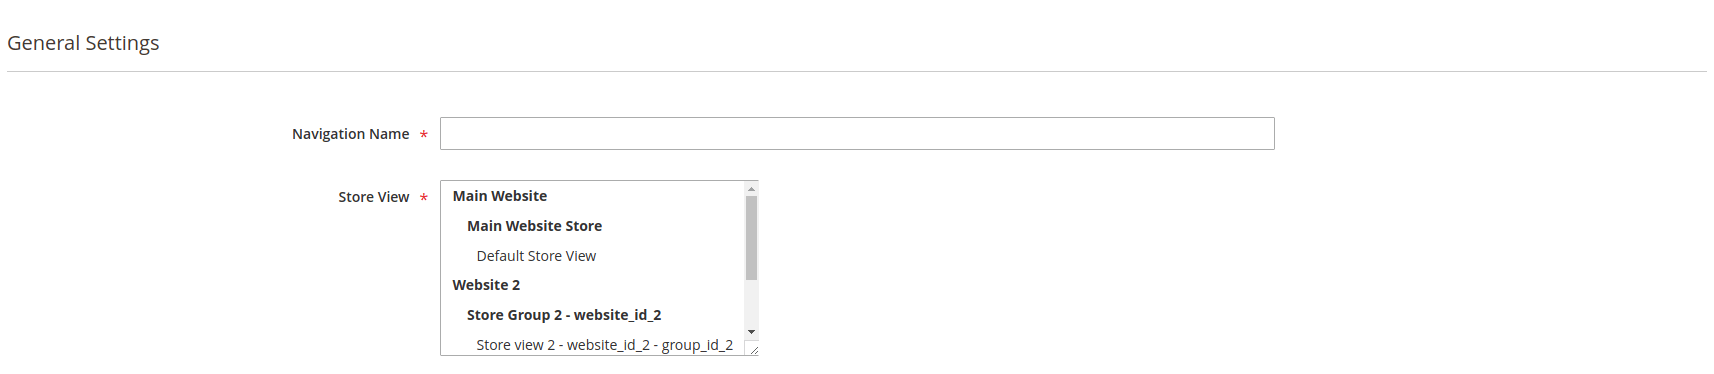 General Settings
Navigation Name *
Store View *
Main Website
Main Website Store
Default Store View
Website 2
Store Group 2 - website_id_2
Store view 2 - website_id_2 - group_id_2